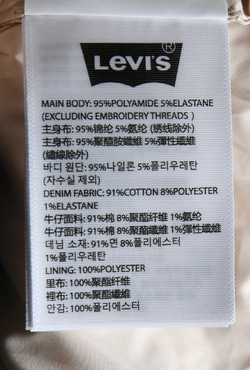 Levi's®
MAIN BODY: 95%POLYAMIDE 5%ELASTANE
(EXCLUDING EMBROIDERY THREADS )
主身布: 95%锦纶 5%氨纶 (绣线除外)
主身布: 95%聚醯胺纖維 5%彈性纖維
(繡線除外)
바디 원단: 95%나일론 5%폴리우레탄
(자수실 제외)
DENIM FABRIC: 91%COTTON 8%POLYESTER
1%ELASTANE
牛仔面料: 91%棉 8%聚酯纤维 1%氨纶
牛仔面料: 91%棉 8%聚酯纖維 1%彈性纖維
데님 소재: 91%면 8%폴리에스터
1%폴리우레탄
LINING: 100%POLYESTER
里布: 100%聚酯纤维
裡布: 100%聚酯纖維
안감: 100%폴리에스터